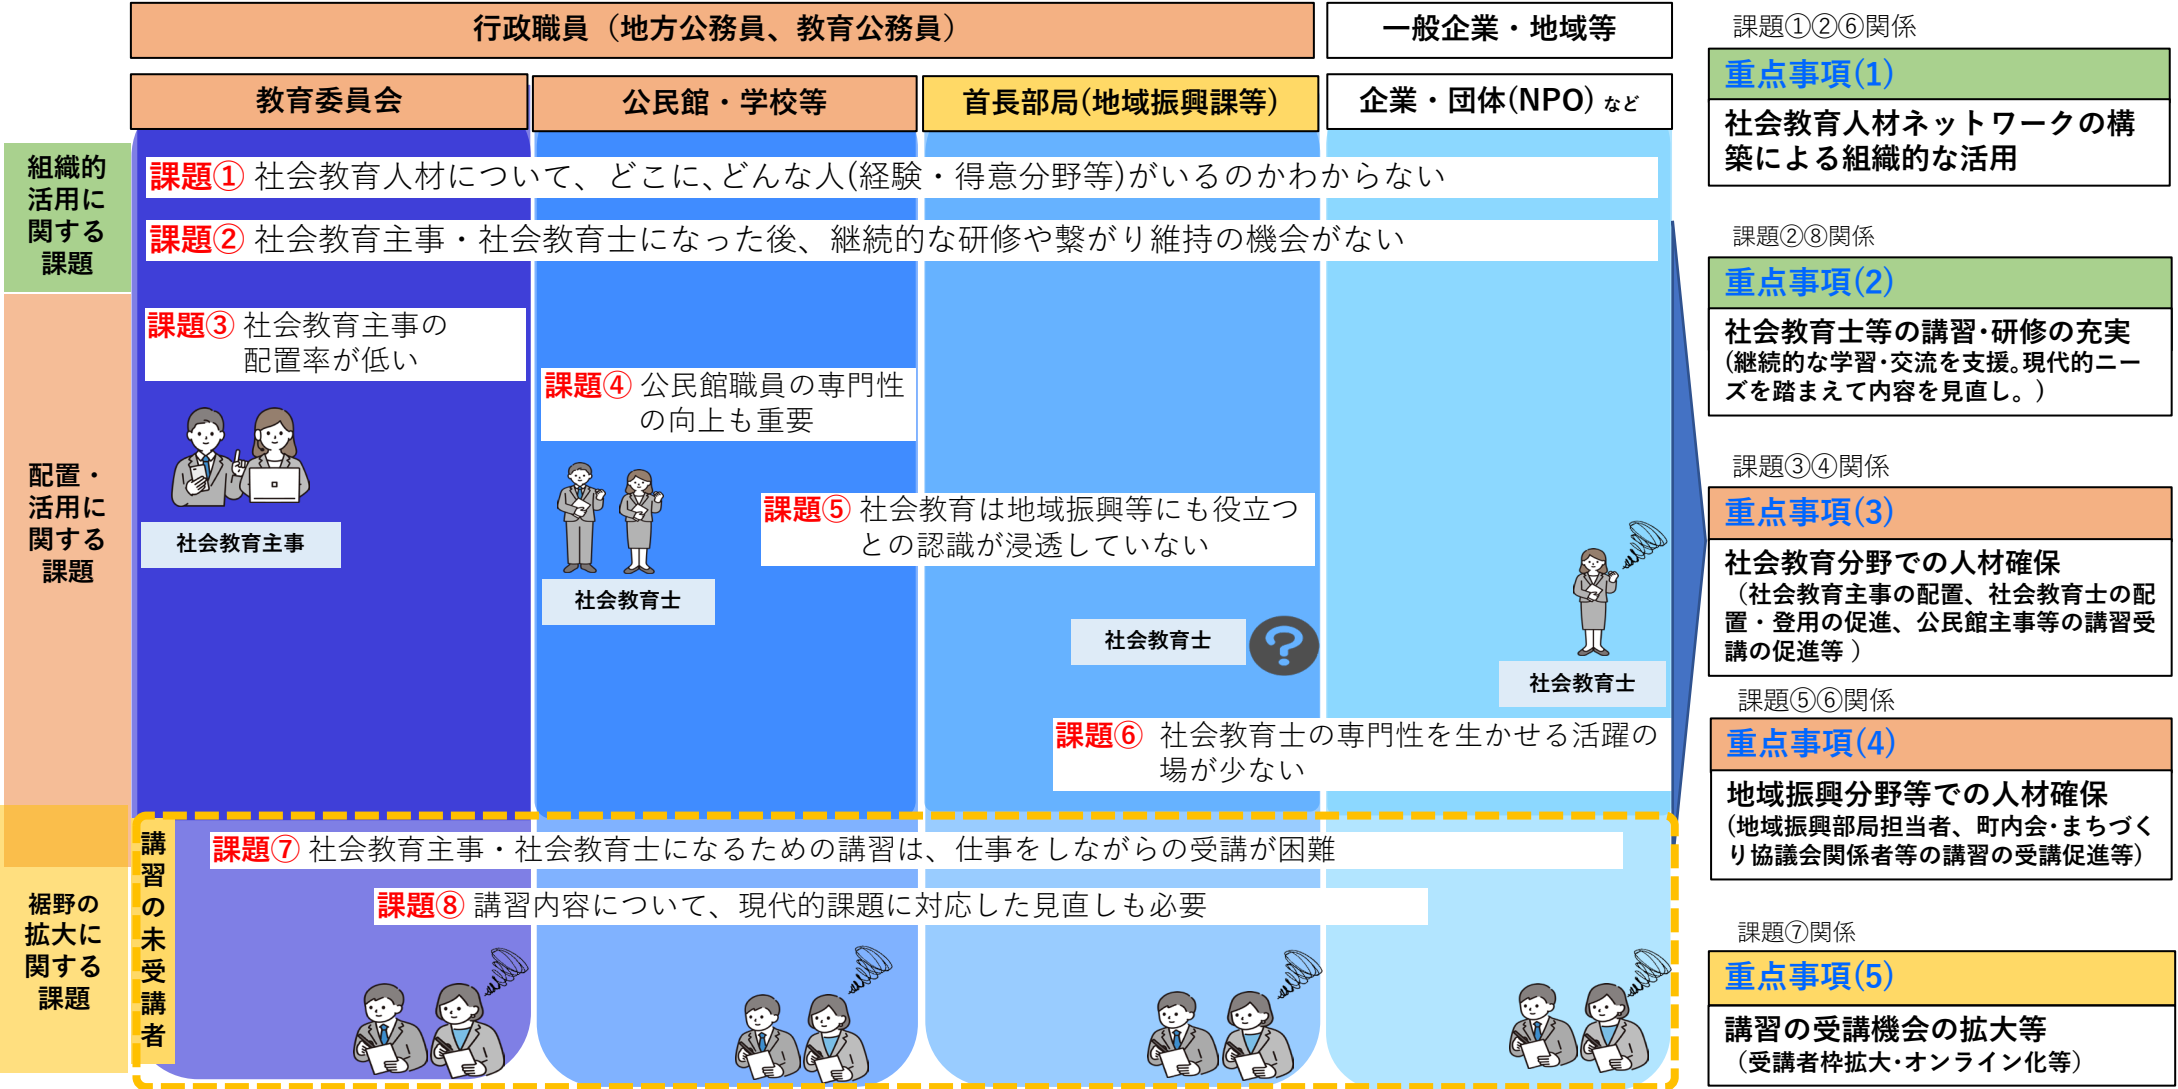 行政職員（地方公務員、教育公務員）
一般企業・地域等
教育委員会
公民館・学校等
首長部局(地域振興課等)
企業・団体(NPO) など
組織的
活用に
関する
課題
課題① 社会教育人材について、どこに、どんな人(経験・得意分野等)がいるのかわからない
課題② 社会教育主事・社会教育士になった後、継続的な研修や繋がり維持の機会がない
配置・
活用に
関する
課題
課題③ 社会教育主事の
配置率が低い
社会教育主事
課題④ 公民館職員の専門性
の向上も重要
社会教育士
課題⑤ 社会教育は地域振興等にも役立つ
との認識が浸透していない
社会教育士
?
社会教育士
課題⑥ 社会教育士の専門性を生かせる活躍の
場が少ない
裾野の
拡大に
関する
課題
講習の未受講者
課題⑦ 社会教育主事・社会教育士になるための講習は、仕事をしながらの受講が困難
課題⑧ 講習内容について、現代的課題に対応した見直しも必要
課題①②⑥関係
重点事項(1)
社会教育人材ネットワークの構
築による組織的な活用
課題②⑧関係
重点事項(2)
社会教育士等の講習･研修の充実
(継続的な学習･交流を支援｡現代的ニー
ズを踏まえて内容を見直し。)
課題③④関係
重点事項(3)
社会教育分野での人材確保
（社会教育主事の配置、社会教育士の配
置・登用の促進、公民館主事等の講習受
講の促進等 ）
課題⑤⑥関係
重点事項(4)
地域振興分野等での人材確保
(地域振興部局担当者、町内会･まちづく
り協議会関係者等の講習の受講促進等)
課題⑦関係
重点事項(5)
講習の受講機会の拡大等
（受講者枠拡大･オンライン化等）